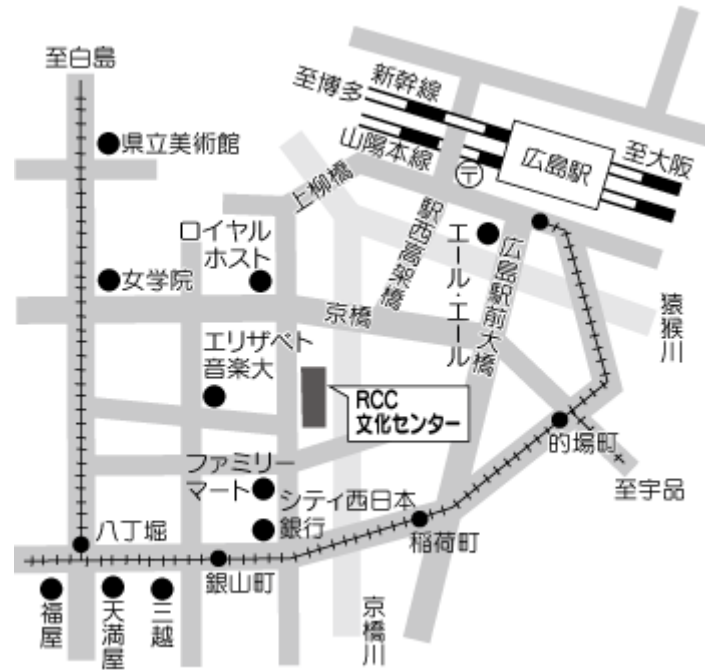 至白島
県立美術館
新幹線
至博多
山陽本線
〒
広島駅
至大阪
上柳橋
ロイヤル
ホスト
女学院
駅西高架橋
エール・エール
広島駅前大橋
猿猴川
京橋
エリザベト
音楽大
RCC
文化センター
的場町
至宇品
ファミリー
マート
シティ西日本
銀行
八丁堀
稲荷町
銀山町
福屋
天満屋
三越
京橋川